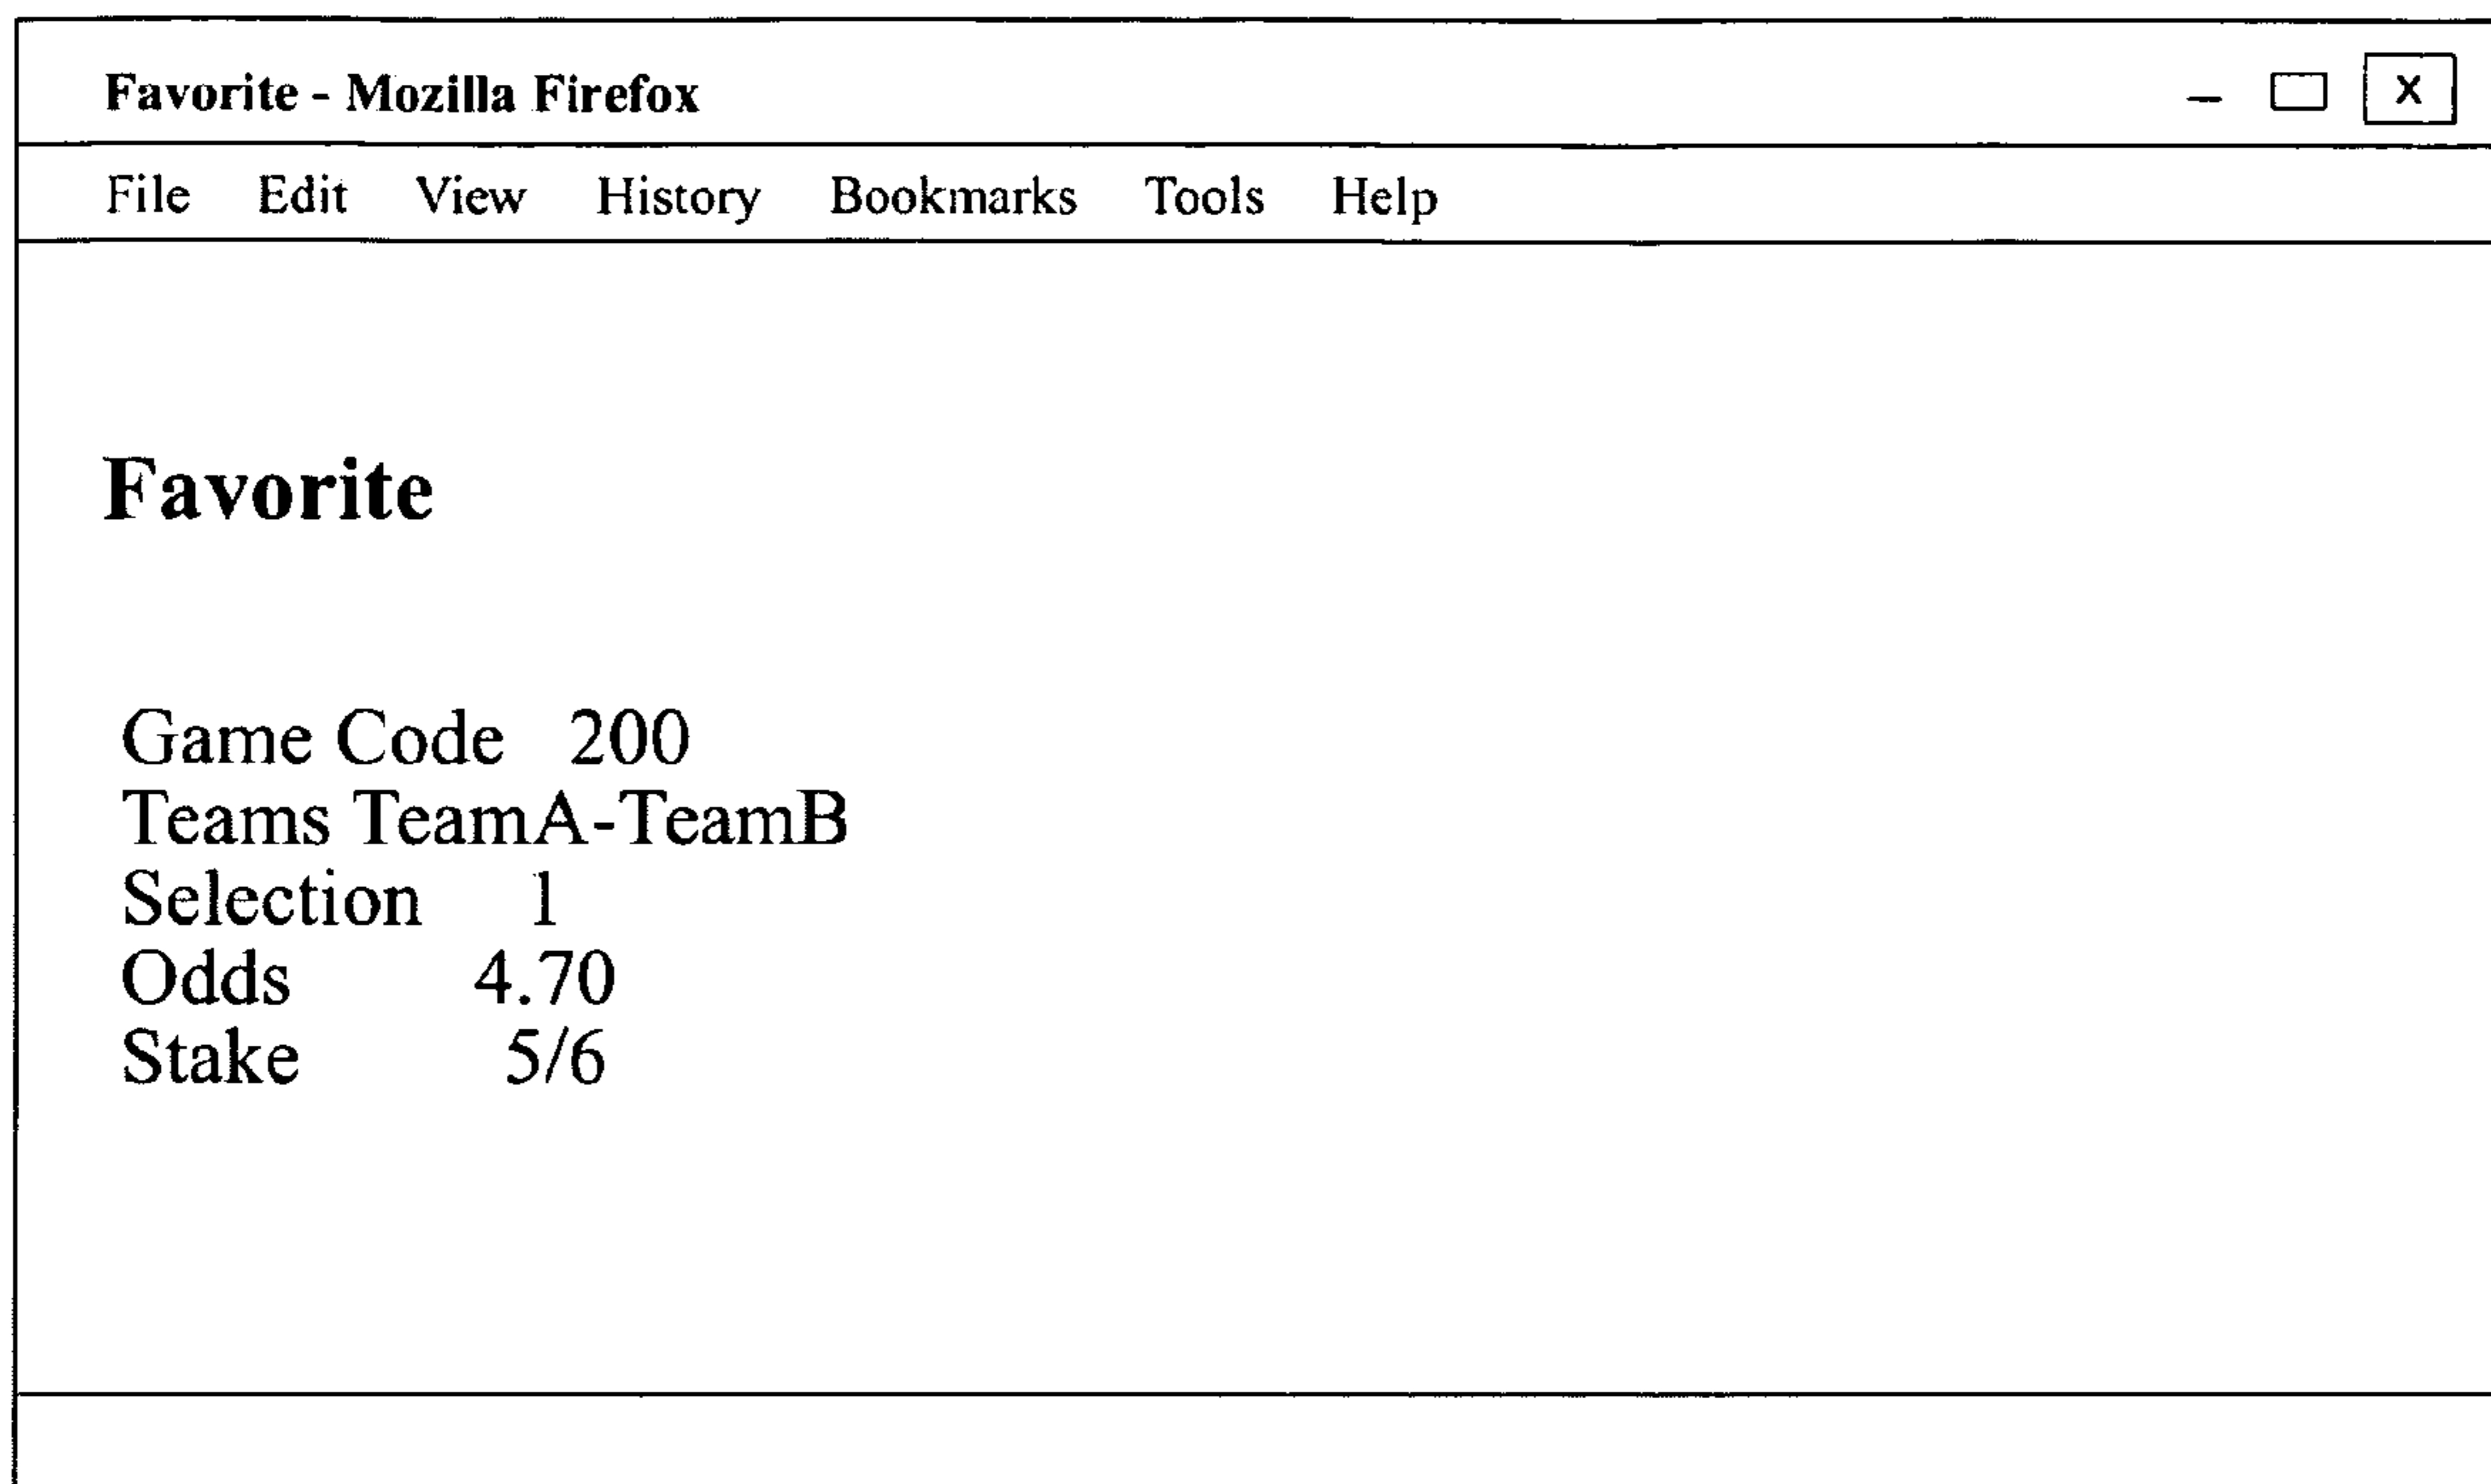 Favorite - Mozilla Firefox – X
File Edit View History Bookmarks Tools Help
Favorite
Game Code 200
Teams TeamA-TeamB
Selection 1
Odds 4.70
Stake 5/6